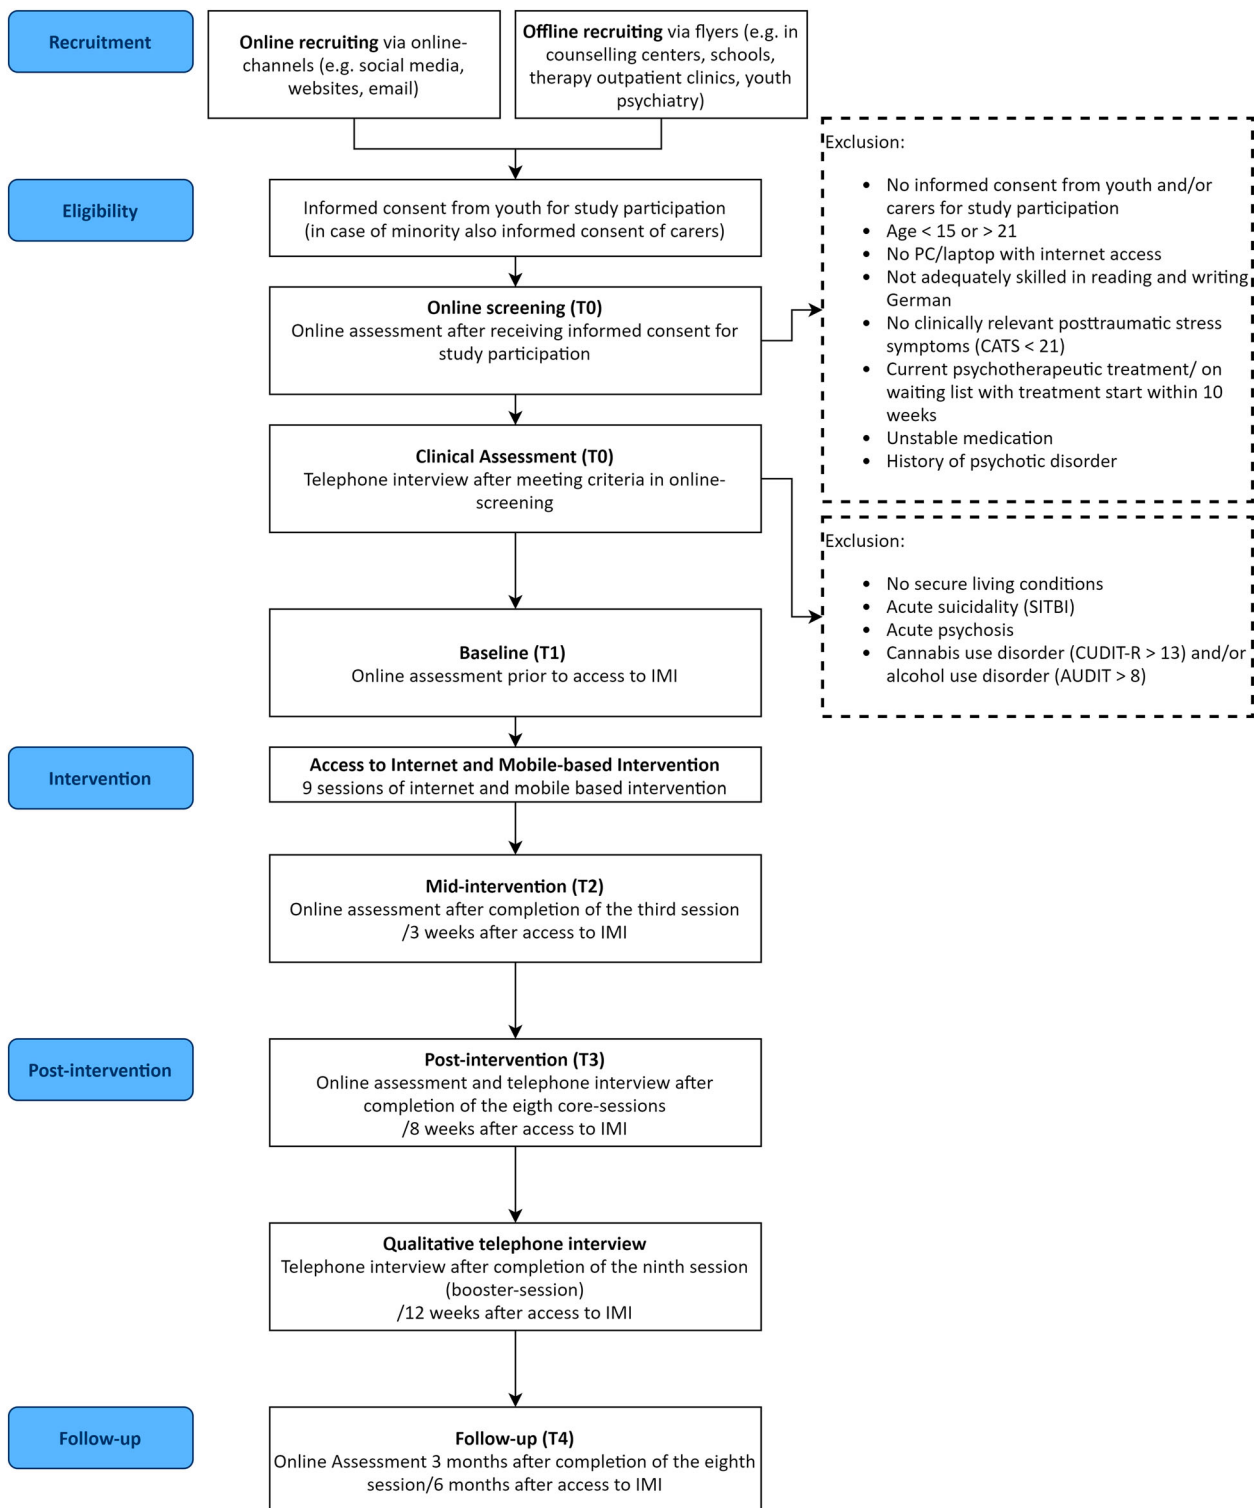 Recruitment
Online recruiting via online-
channels (e.g. social media,
websites, email)
Offline recruiting via flyers (e.g. in
counselling centers, schools,
therapy outpatient clinics, youth
psychiatry)
Eligibility
Informed consent from youth for study participation
(in case of minority also informed consent of carers)
Online screening (T0)
Online assessment after receiving informed consent for
study participation
Exclusion:
• No informed consent from youth and/or
carers for study participation
• Age < 15 or > 21
• No PC/laptop with internet access
• Not adequately skilled in reading and writing
German
• No clinically relevant posttraumatic stress
symptoms (CATS < 21)
• Current psychotherapeutic treatment/ on
waiting list with treatment start within 10
weeks
• Unstable medication
• History of psychotic disorder
Clinical Assessment (T0)
Telephone interview after meeting criteria in online-
screening
Exclusion:
• No secure living conditions
• Acute suicidality (SITBI)
• Acute psychosis
• Cannabis use disorder (CUDIT-R > 13) and/or
alcohol use disorder (AUDIT > 8)
Baseline (T1)
Online assessment prior to access to IMI
Intervention
Access to Internet and Mobile-based Intervention
9 sessions of internet and mobile based intervention
Mid-intervention (T2)
Online assessment after completion of the third session
/3 weeks after access to IMI
Post-intervention
Post-intervention (T3)
Online assessment and telephone interview after
completion of the eigth core-sessions
/8 weeks after access to IMI
Qualitative telephone interview
Telephone interview after completion of the ninth session
(booster-session)
/12 weeks after access to IMI
Follow-up
Follow-up (T4)
Online Assessment 3 months after completion of the eighth
session/6 months after access to IMI